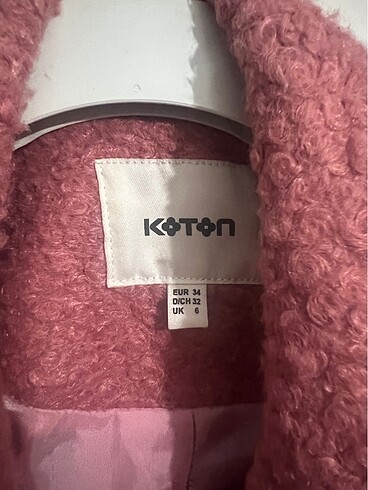 KOTON
EUR 34
D/CH 32
UK 6